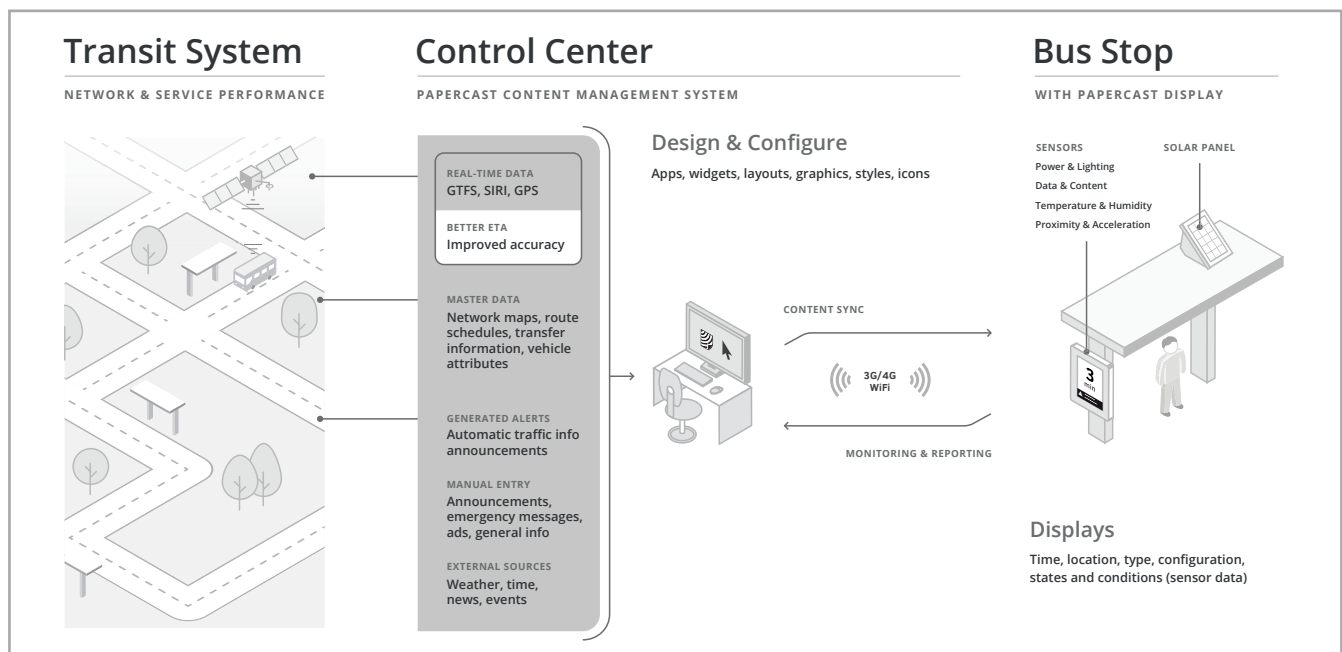 Transit System
NETWORK & SERVICE PERFORMANCE
Control Center
PAPERCAST CONTENT MANAGEMENT SYSTEM
REAL-TIME DATA
GTFS, SIRI, GPS
BETTER ETA
Improved accuracy
MASTER DATA
Network maps, route
schedules, transfer
information, vehicle
attributes
GENERATED ALERTS
Automatic traffic info
announcements
MANUAL ENTRY
Announcements,
emergency messages,
ads, general info
EXTERNAL SOURCES
Weather, time,
news, events
Design & Configure
Apps, widgets, layouts, graphics, styles, icons
CONTENT SYNC
3G/4G
WiFi
MONITORING & REPORTING
Bus Stop
WITH PAPERCAST DISPLAY
SENSORS
Power & Lighting
Data & Content
Temperature & Humidity
Proximity & Acceleration
SOLAR PANEL
3
min
Displays
Time, location, type, configuration,
states and conditions (sensor data)